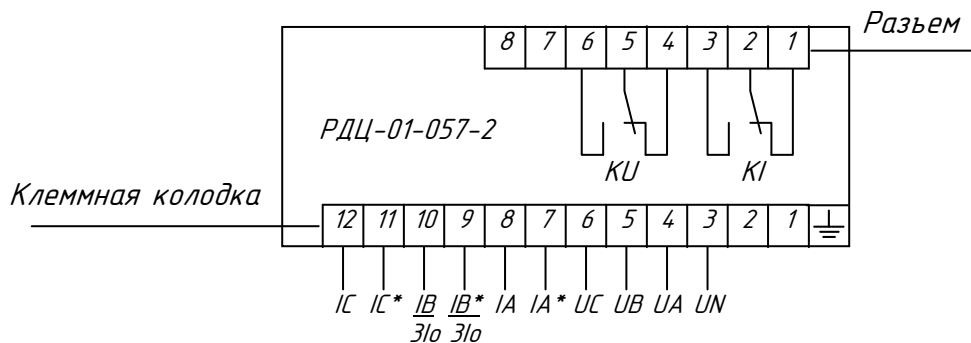 Разъем
8 7 6 5 4 3 2 1
РДЦ-01-057-2
KU KI
Клеммная колодка
12 11 10 9 8 7 6 5 4 3 2 1
IC IC* IB IB* IA IA* UC UB UA UN
3Io 3Io